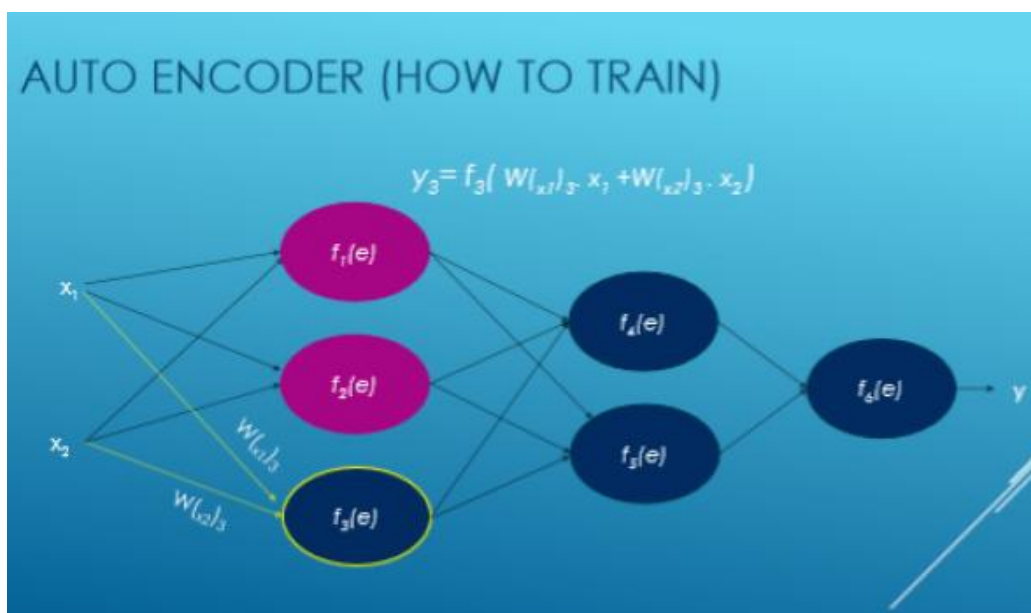 AUTO ENCODER (HOW TO TRAIN)
y₃= f₃( W(ₓ₁)₃. x₁ +W(ₓ₂)₃. x₂)
f₁(e)
x₁
f₄(e)
f₂(e)
f₆(e)
y
x₂
W(ₓ₁)₃
f₅(e)
W(ₓ₂)₃
f₃(e)